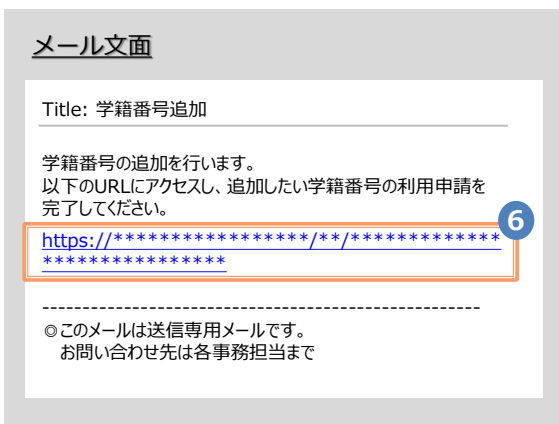 メール文面
Title: 学籍番号追加
学籍番号の追加を行います。
以下のURLにアクセスし、追加したい学籍番号の利用申請を
完了してください。
6
https://*****************/**/*************
****************
-------------------------------------------------------
◎このメールは送信専用メールです。
お問い合わせ先は各事務担当まで